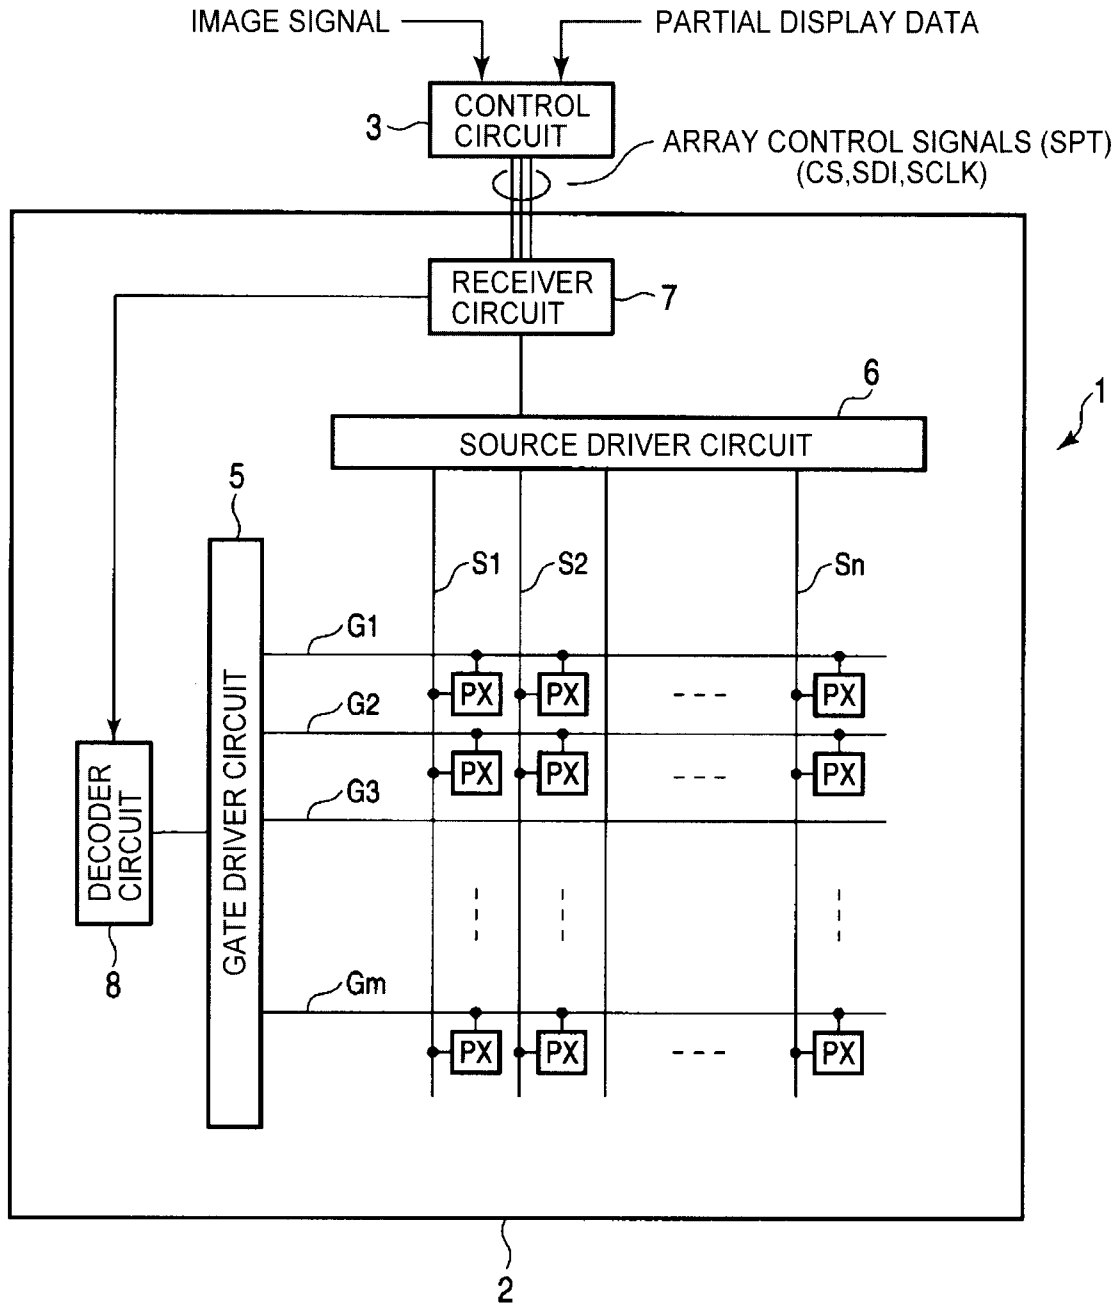 IMAGE SIGNAL
PARTIAL DISPLAY DATA
CONTROL
CIRCUIT
3
ARRAY CONTROL SIGNALS (SPT)
(CS,SDI,SCLK)
RECEIVER
CIRCUIT
7
6
1
SOURCE DRIVER CIRCUIT
5
S1
S2
Sn
G1
PX
PX
PX
G2
PX
PX
PX
G3
DECODER
CIRCUIT
GATE DRIVER CIRCUIT
8
Gm
PX
PX
PX
2